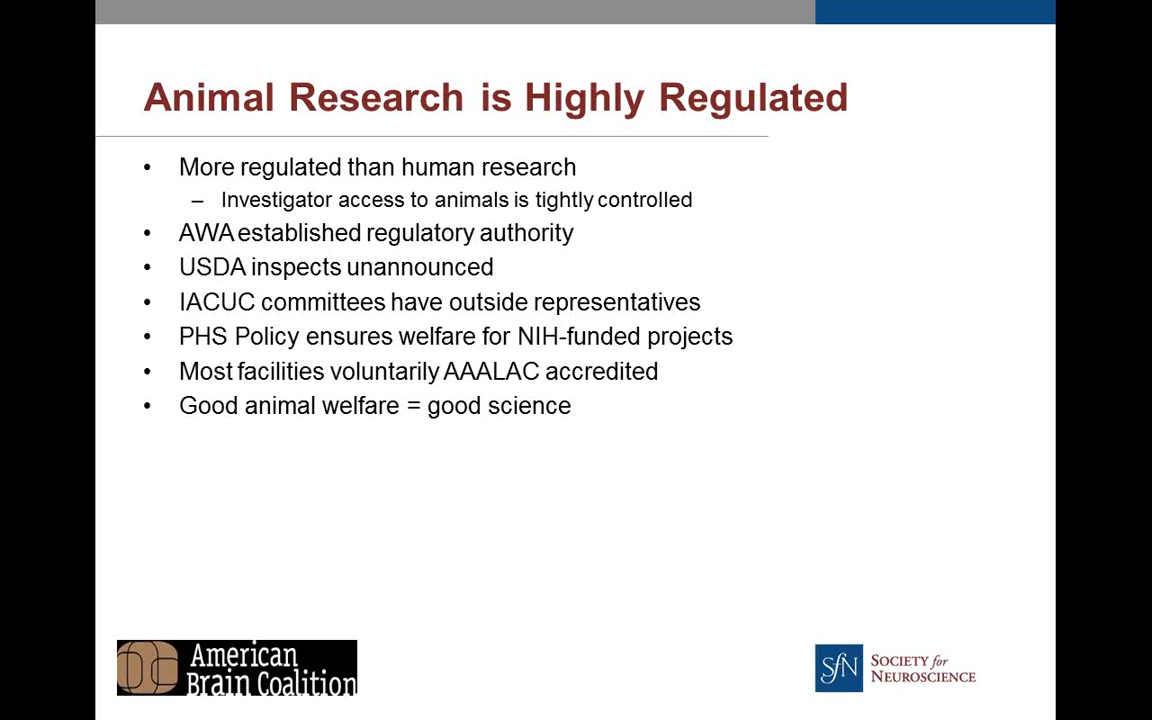 Animal Research is Highly Regulated
• More regulated than human research
– Investigator access to animals is tightly controlled
• AWA established regulatory authority
• USDA inspects unannounced
• IACUC committees have outside representatives
• PHS Policy ensures welfare for NIH-funded projects
• Most facilities voluntarily AAALAC accredited
• Good animal welfare = good science
American
Brain Coalition
SfN
SOCIETY for
NEUROSCIENCE